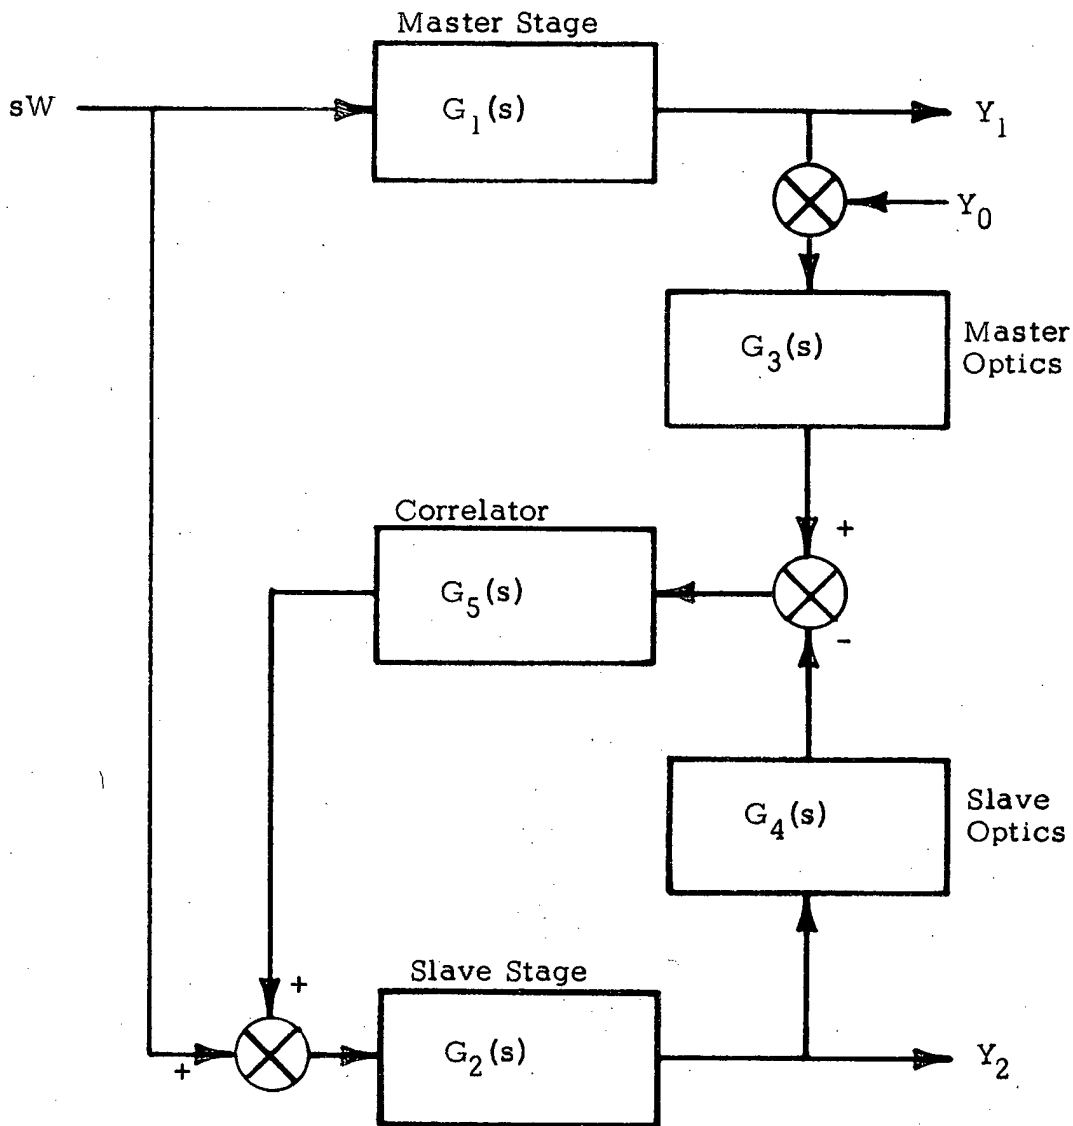 Master Stage
sW
G₁(s)
Y₁
Y₀
G₃(s)
Master
Optics
Correlator
+
G₅(s)
-
G₄(s)
Slave
Optics
Slave Stage
+
+
G₂(s)
Y₂